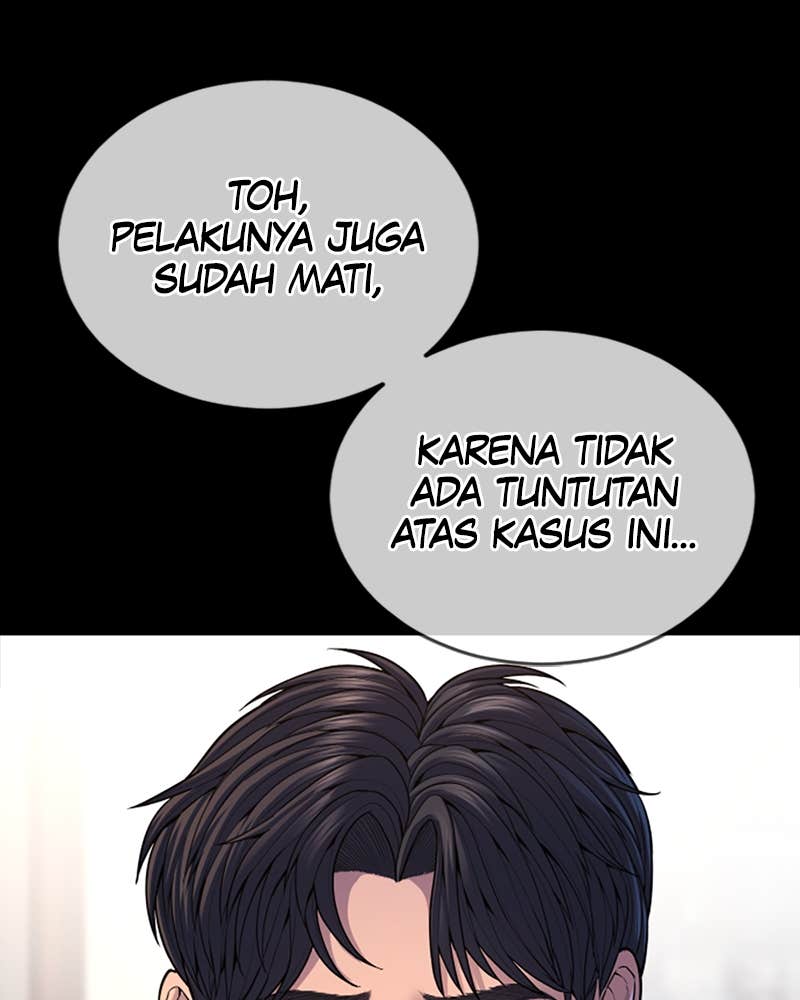 TOH,
PELAKUNYA JUGA
SUDAH MATI,
KARENA TIDAK
ADA TUNTUTAN
ATAS KASUS INI...